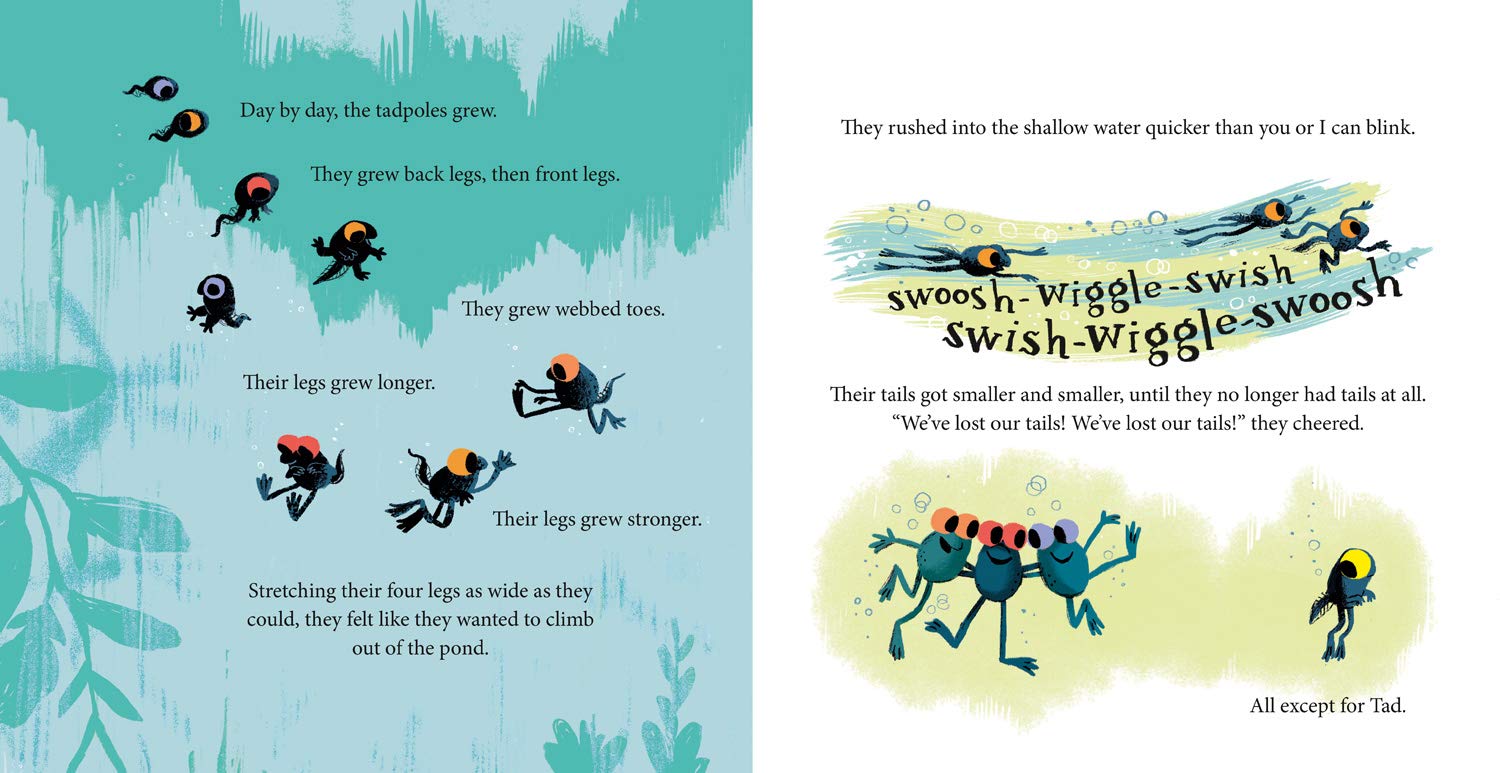 Day by day, the tadpoles grew.
They grew back legs, then front legs.
They grew webbed toes.
Their legs grew longer.
Their legs grew stronger.
Stretching their four legs as wide as they
could, they felt like they wanted to climb
out of the pond.
They rushed into the shallow water quicker than you or I can blink.
swoosh-wiggle-swish
swish-wiggle-swoosh
Their tails got smaller and smaller, until they no longer had tails at all.
“We’ve lost our tails! We’ve lost our tails!” they cheered.
All except for Tad.